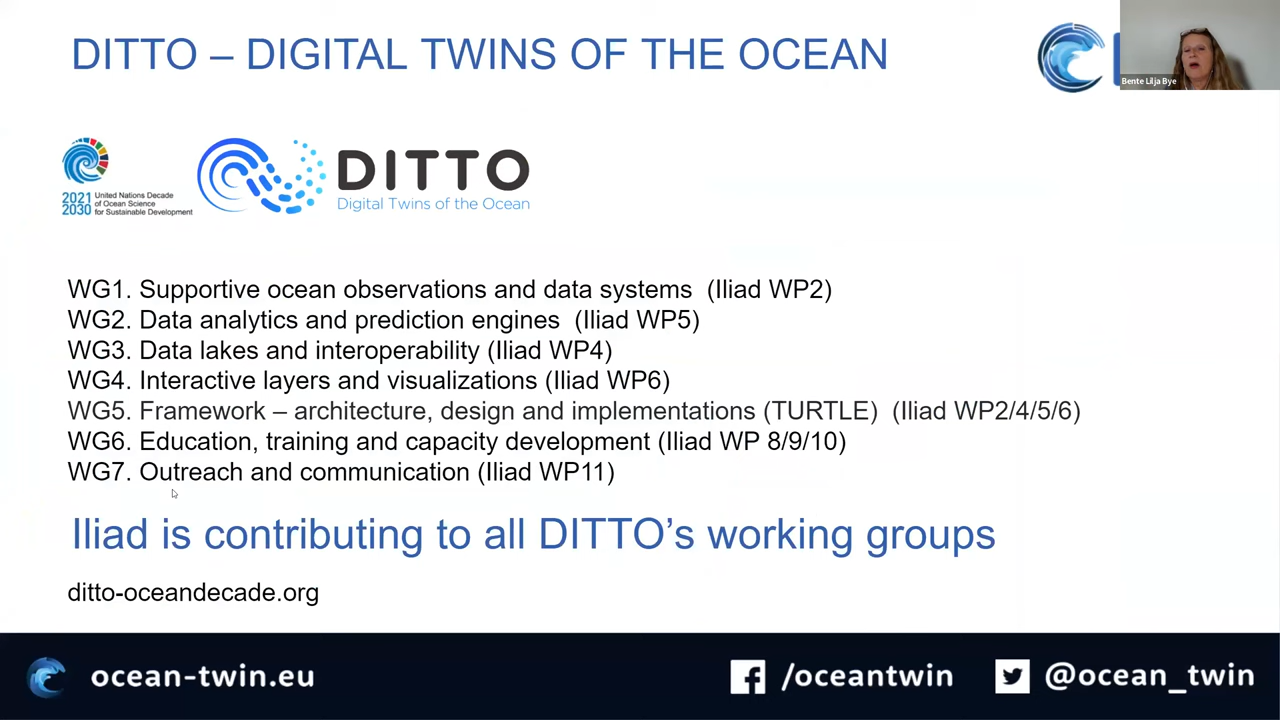 DITTO – DIGITAL TWINS OF THE OCEAN
Bente Lilja Bye
2021
2030
United Nations Decade
of Ocean Science
for Sustainable Development
DITTO
Digital Twins of the Ocean
WG1. Supportive ocean observations and data systems (Iliad WP2)
WG2. Data analytics and prediction engines (Iliad WP5)
WG3. Data lakes and interoperability (Iliad WP4)
WG4. Interactive layers and visualizations (Iliad WP6)
WG5. Framework – architecture, design and implementations (TURTLE) (Iliad WP2/4/5/6)
WG6. Education, training and capacity development (Iliad WP 8/9/10)
WG7. Outreach and communication (Iliad WP11)
Iliad is contributing to all DITTO’s working groups
ditto-oceandecade.org
ocean-twin.eu
/oceantwin
@ocean_twin